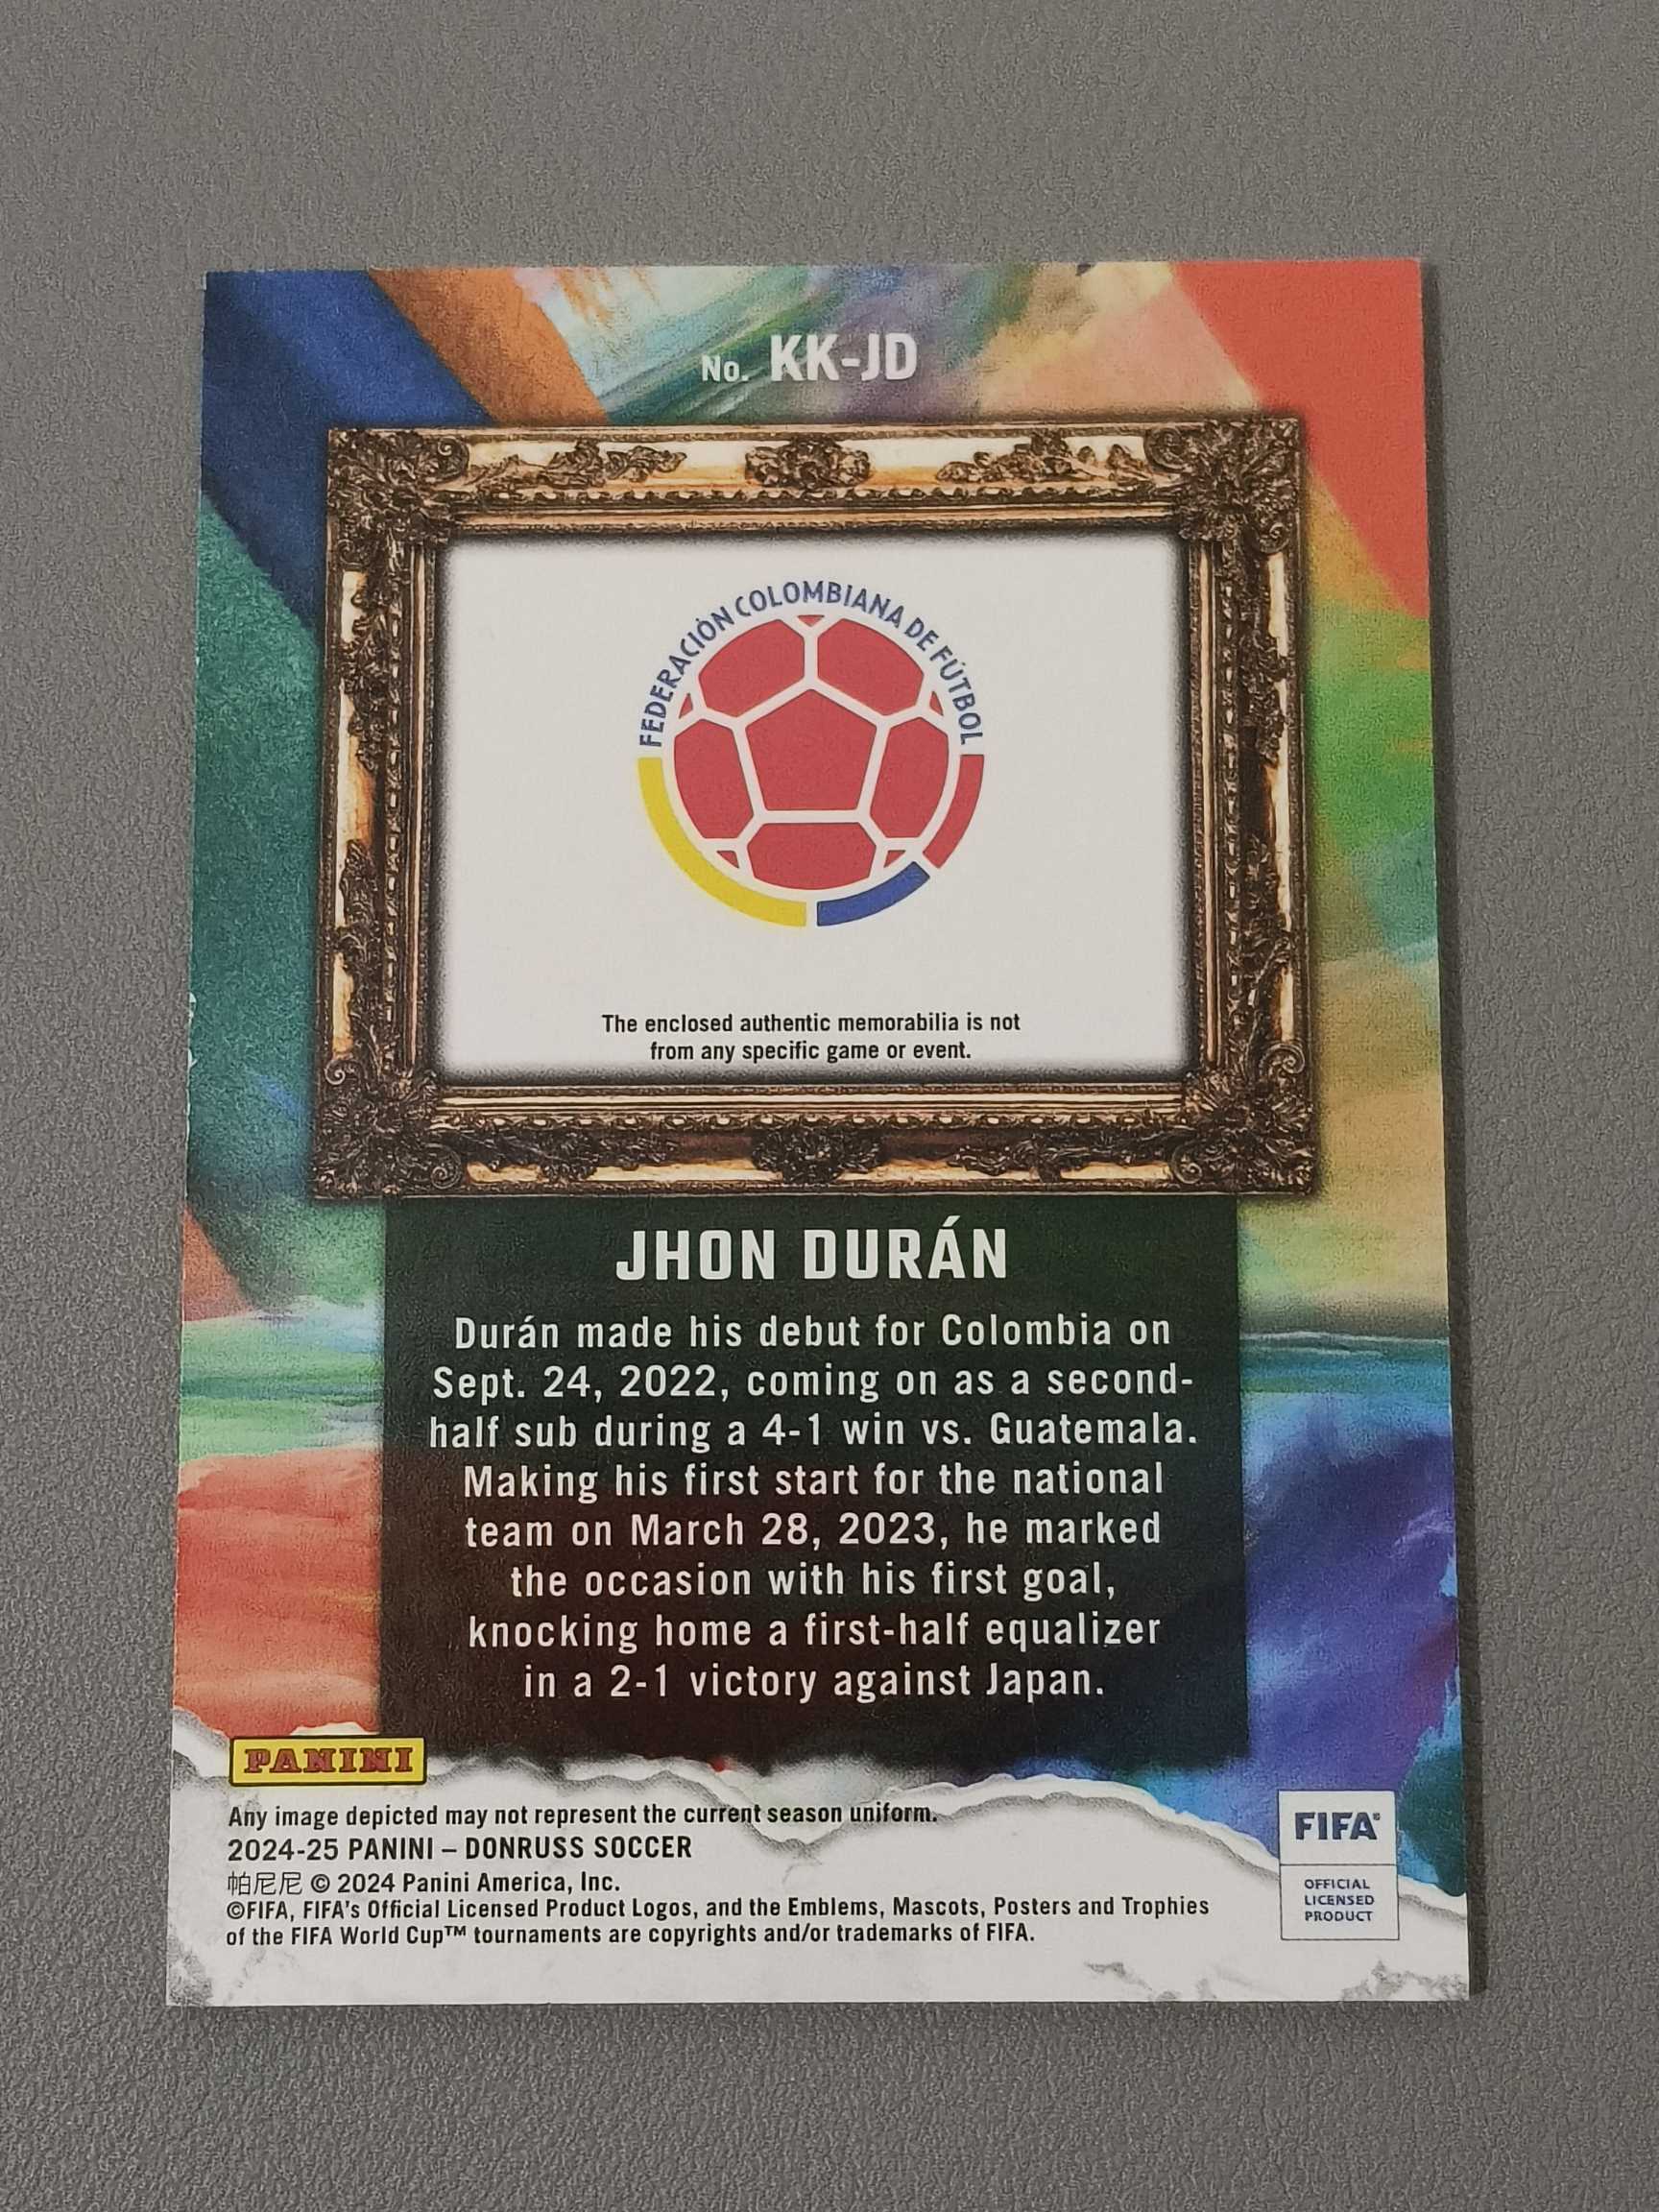 No. KK-JD
FEDERACIÓN COLOMBIANA DE FÚTBOL
The enclosed authentic memorabilia is not
from any specific game or event.
JHON DURÁN
Durán made his debut for Colombia on
Sept. 24, 2022, coming on as a second-
half sub during a 4-1 win vs. Guatemala.
Making his first start for the national
team on March 28, 2023, he marked
the occasion with his first goal,
knocking home a first-half equalizer
in a 2-1 victory against Japan.
PANINI
Any image depicted may not represent the current season uniform.
2024-25 PANINI – DONRUSS SOCCER
帕尼尼 © 2024 Panini America, Inc.
©FIFA, FIFA's Official Licensed Product Logos, and the Emblems, Mascots, Posters and Trophies
of the FIFA World Cup™ tournaments are copyrights and/or trademarks of FIFA.
FIFA®
OFFICIAL
LICENSED
PRODUCT